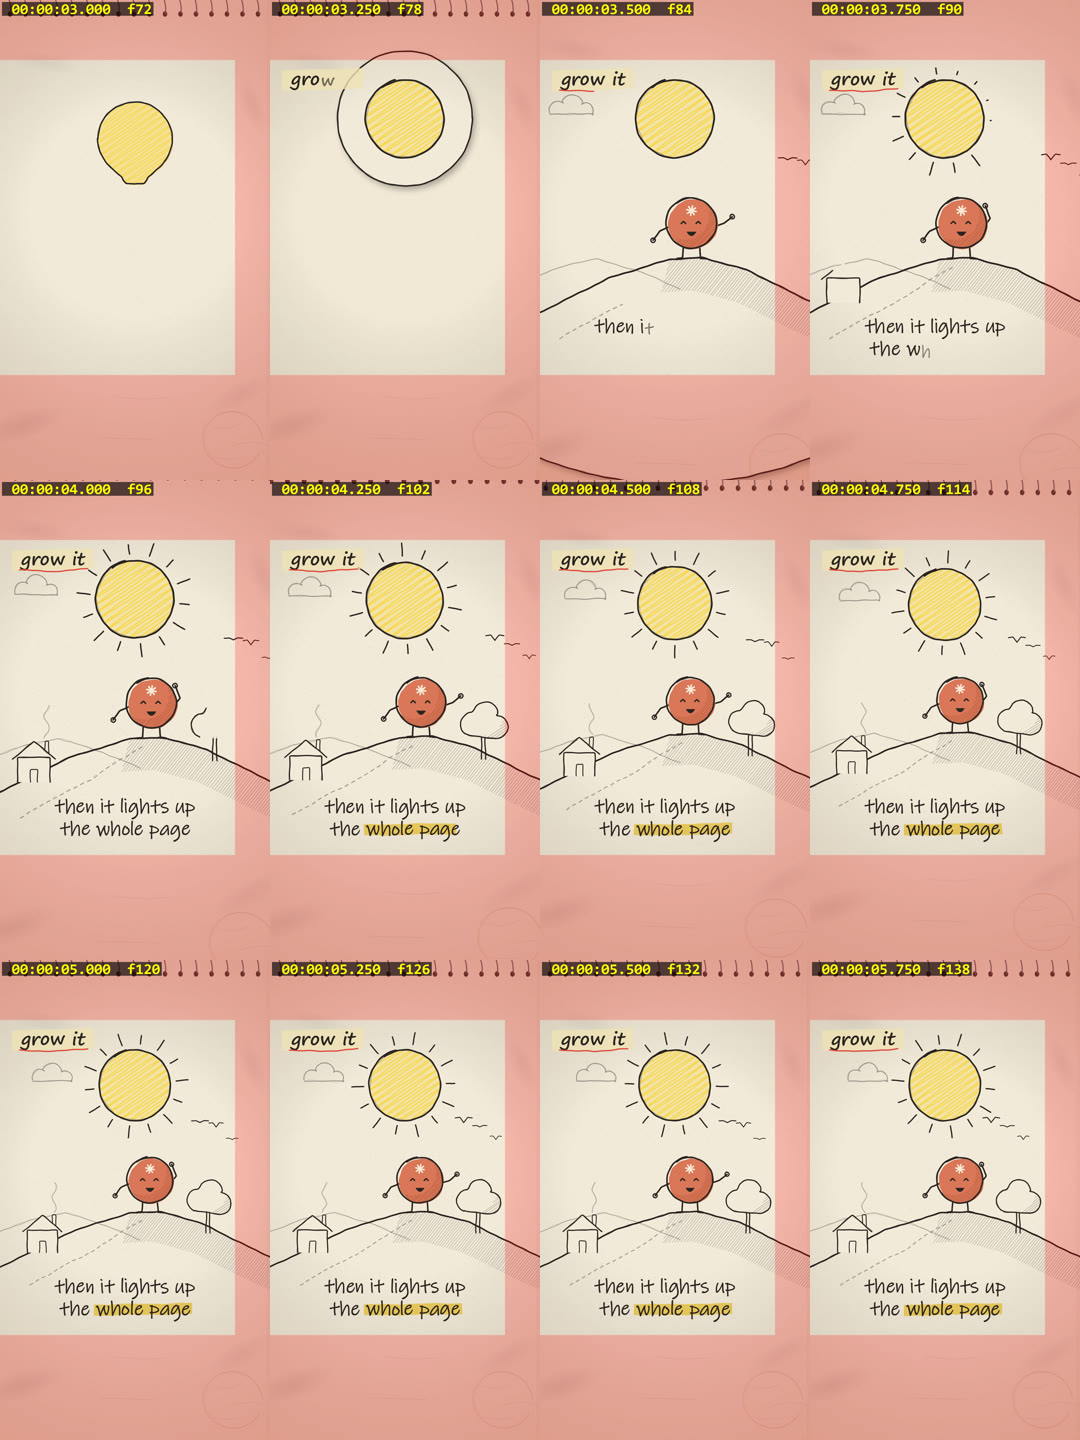 00:00:03.000 f72
00:00:03.250 f78
00:00:03.500 f84
00:00:03.750 f90
grow
grow it
grow it
then it
then it lights up
the wh
00:00:04.000 f96
00:00:04.250 f102
00:00:04.500 f108
00:00:04.750 f114
grow it
grow it
grow it
grow it
then it lights up
the whole page
then it lights up
the whole page
then it lights up
the whole page
then it lights up
the whole page
00:00:05.000 f120
00:00:05.250 f126
00:00:05.500 f132
00:00:05.750 f138
grow it
grow it
grow it
grow it
then it lights up
the whole page
then it lights up
the whole page
then it lights up
the whole page
then it lights up
the whole page